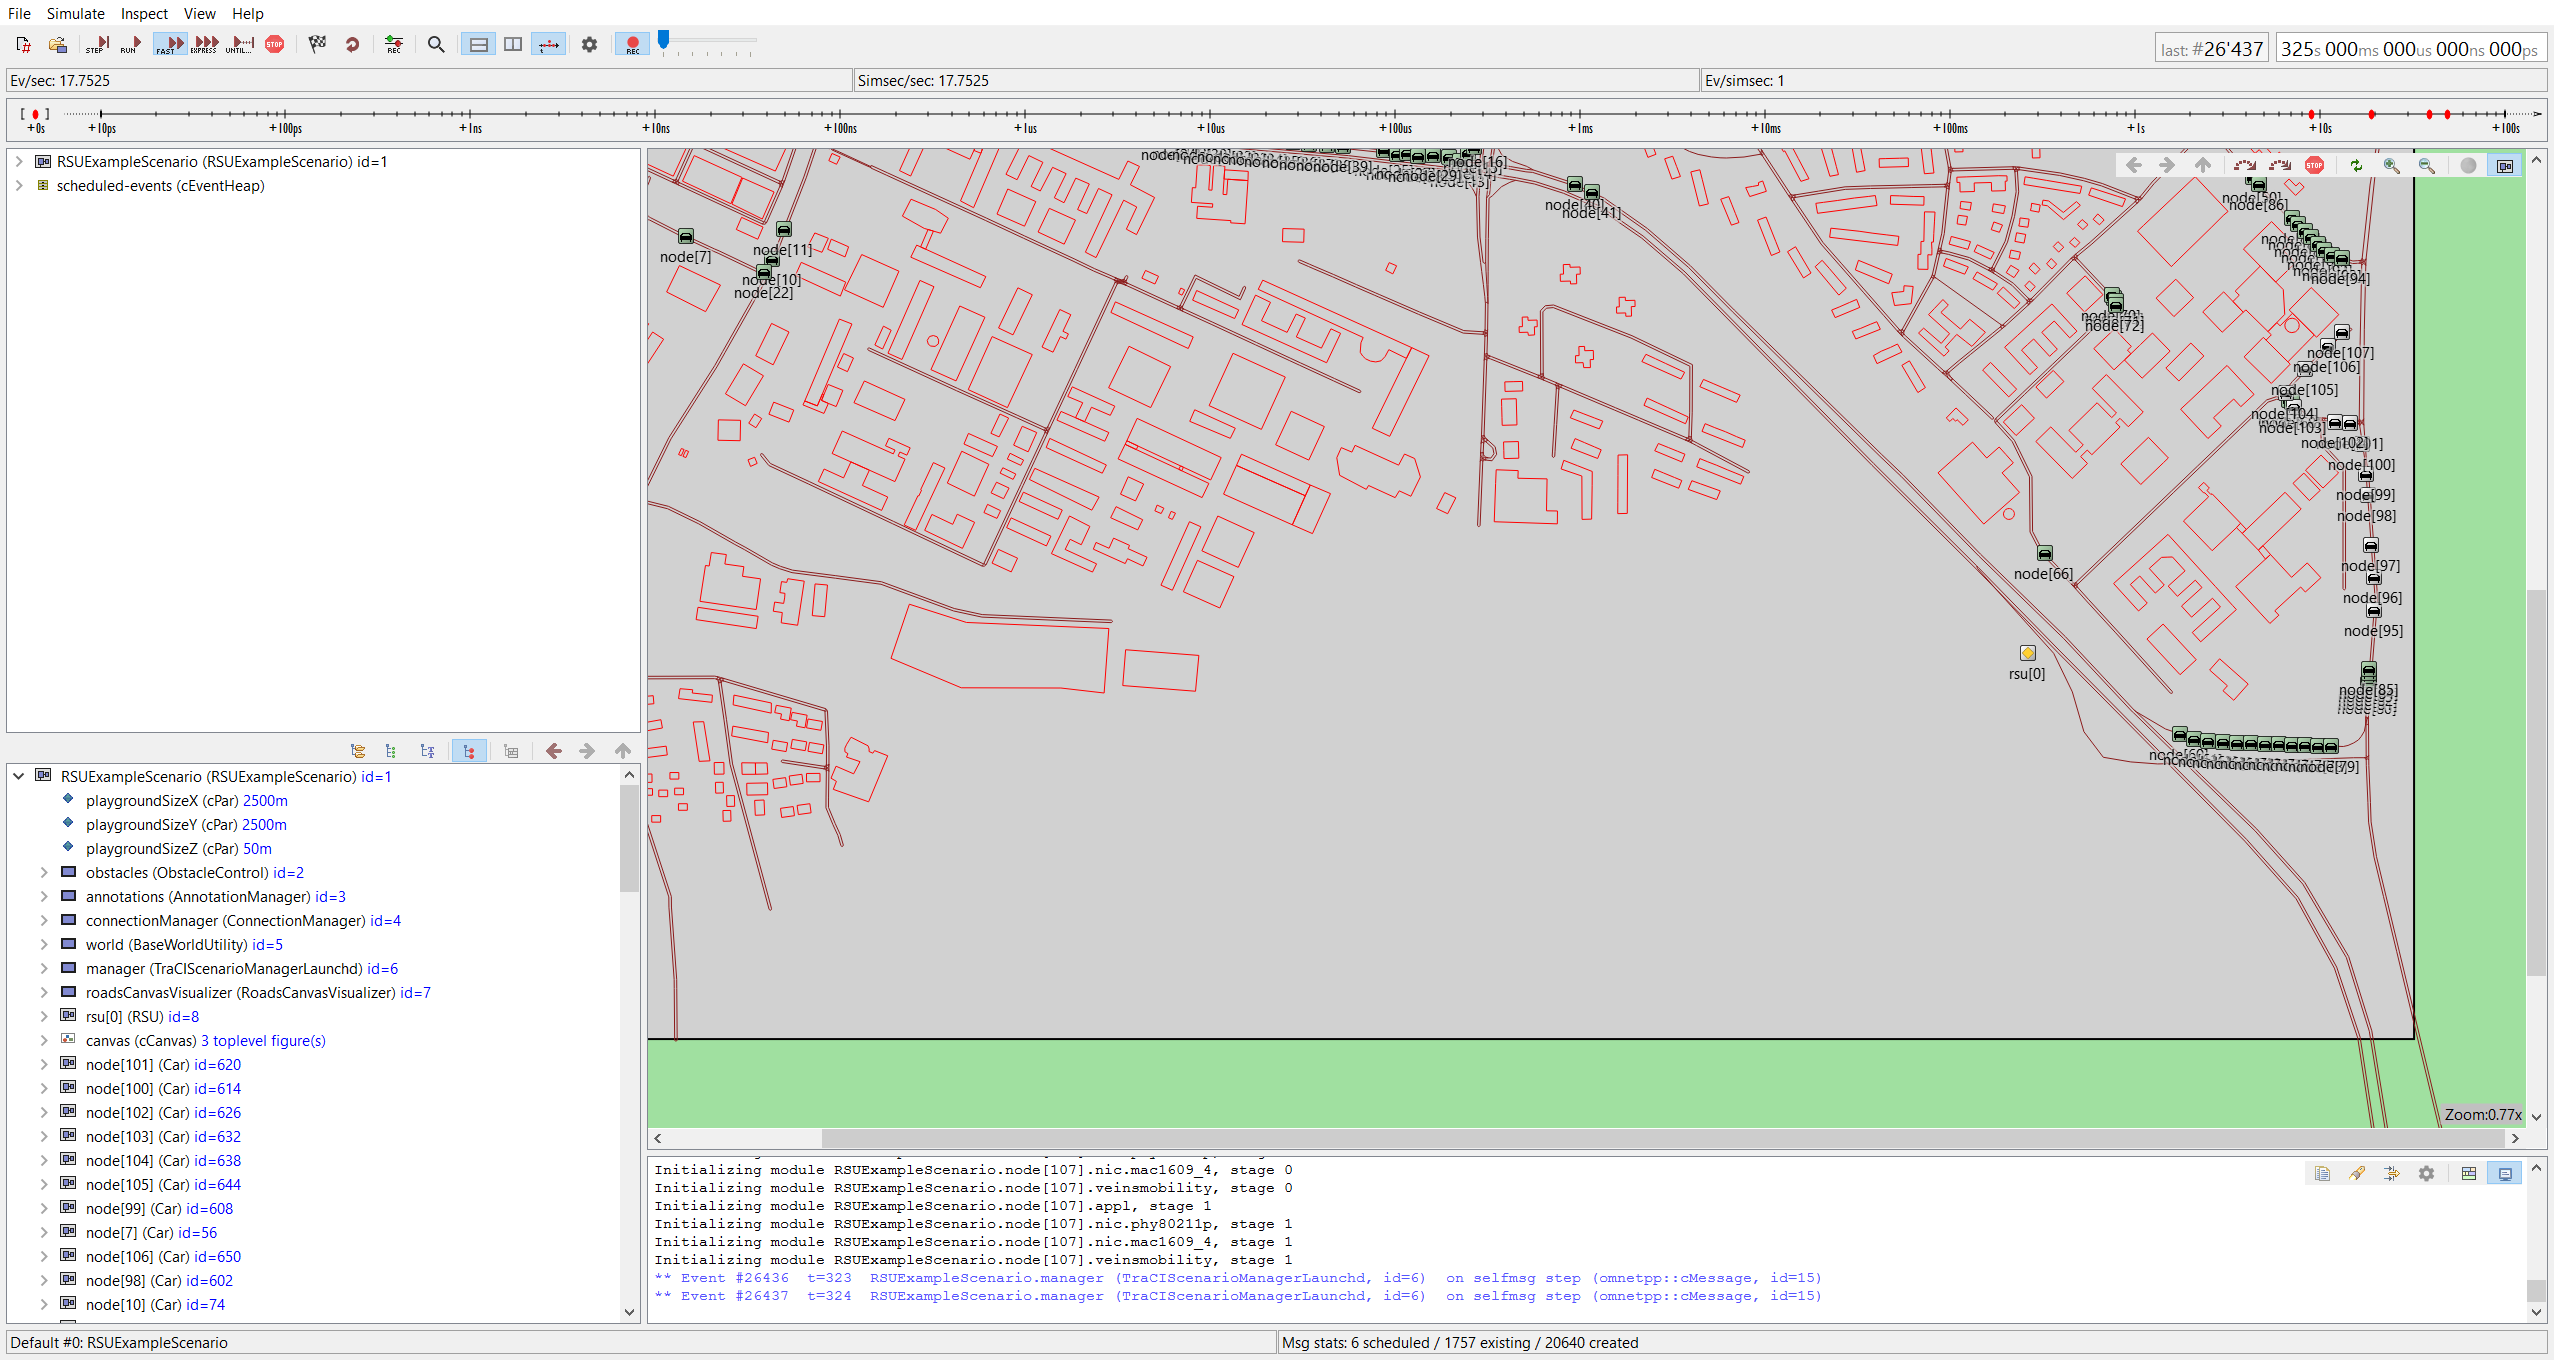 File Simulate Inspect View Help
STEP RUN FAST EXPRESS UNTIL... STOP REC REC
last: #26'437 325s 000ms 000us 000ns 000ps
Ev/sec: 17.7525 Simsec/sec: 17.7525 Ev/simsec: 1
+0s +10ps +100ps +1ns +10ns +100ns +1us +10us +100us +1ms +10ms +100ms +1s +10s +100s
RSUExampleScenario (RSUExampleScenario) id=1
scheduled-events (cEventHeap)
RSUExampleScenario (RSUExampleScenario) id=1
playgroundSizeX (cPar) 2500m
playgroundSizeY (cPar) 2500m
playgroundSizeZ (cPar) 50m
obstacles (ObstacleControl) id=2
annotations (AnnotationManager) id=3
connectionManager (ConnectionManager) id=4
world (BaseWorldUtility) id=5
manager (TraCIScenarioManagerLaunchd) id=6
roadsCanvasVisualizer (RoadsCanvasVisualizer) id=7
rsu[0] (RSU) id=8
canvas (cCanvas) 3 toplevel figure(s)
node[101] (Car) id=620
node[100] (Car) id=614
node[102] (Car) id=626
node[103] (Car) id=632
node[104] (Car) id=638
node[105] (Car) id=644
node[99] (Car) id=608
node[7] (Car) id=56
node[106] (Car) id=650
node[98] (Car) id=602
node[10] (Car) id=74
STOP
node[16]
node[39]
node[29]
node[40]
node[41]
node[7]
node[11]
node[10]
node[22]
node[86]
node[94]
node[72]
node[107]
node[106]
node[105]
node[104]
node[103]
node[102]
node[100]
node[99]
node[98]
node[97]
node[96]
node[95]
node[66]
rsu[0]
node[85]
node[79]
Zoom:0.77x
Initializing module RSUExampleScenario.node[107].nic.mac1609_4, stage 0
Initializing module RSUExampleScenario.node[107].veinsmobility, stage 0
Initializing module RSUExampleScenario.node[107].appl, stage 1
Initializing module RSUExampleScenario.node[107].nic.phy80211p, stage 1
Initializing module RSUExampleScenario.node[107].nic.mac1609_4, stage 1
Initializing module RSUExampleScenario.node[107].veinsmobility, stage 1
** Event #26436 t=323 RSUExampleScenario.manager (TraCIScenarioManagerLaunchd, id=6) on selfmsg step (omnetpp::cMessage, id=15)
** Event #26437 t=324 RSUExampleScenario.manager (TraCIScenarioManagerLaunchd, id=6) on selfmsg step (omnetpp::cMessage, id=15)
Default #0: RSUExampleScenario
Msg stats: 6 scheduled / 1757 existing / 20640 created